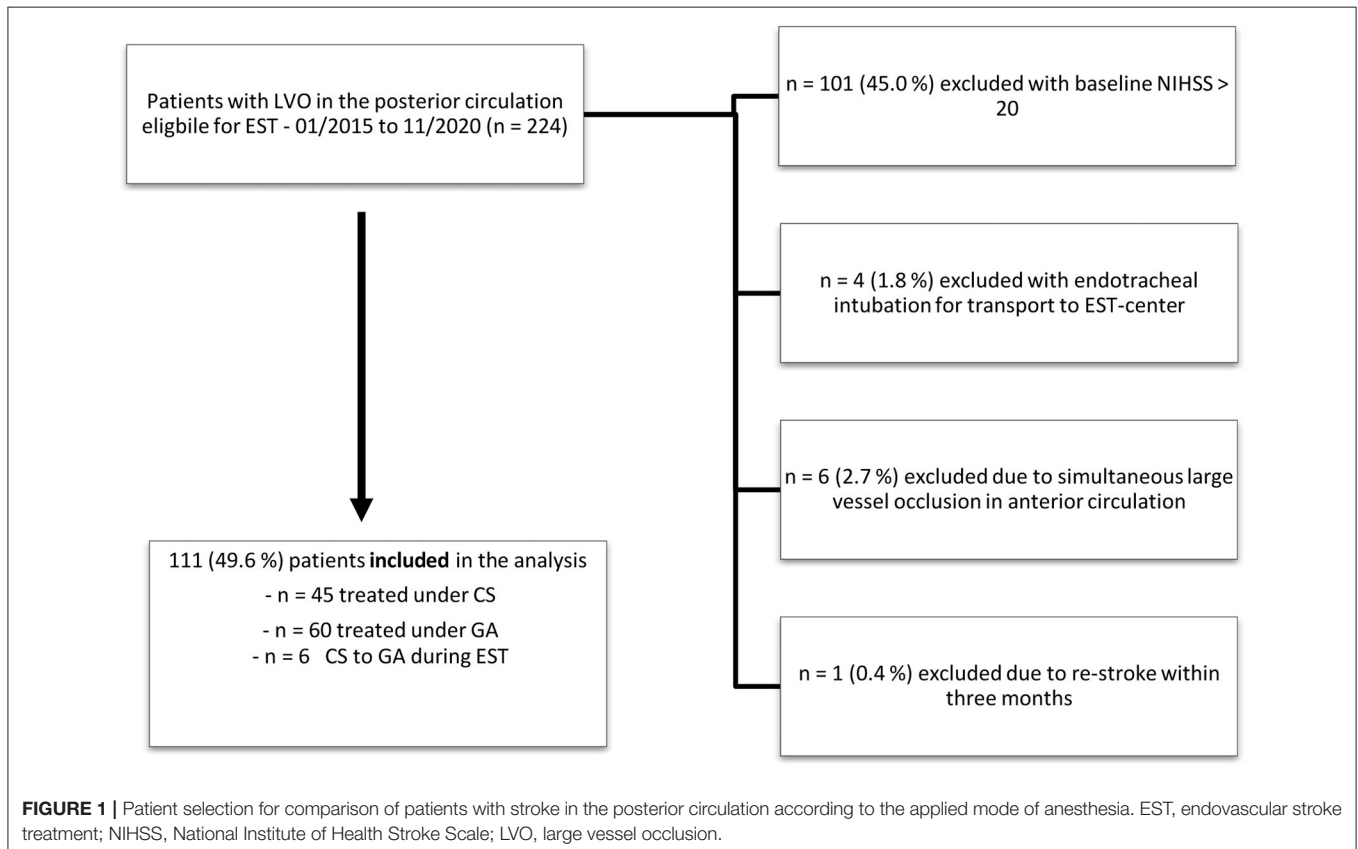 Patients with LVO in the posterior circulation
eligbile for EST - 01/2015 to 11/2020 (n = 224)
n = 101 (45.0 %) excluded with baseline NIHSS >
20
n = 4 (1.8 %) excluded with endotracheal
intubation for transport to EST-center
n = 6 (2.7 %) excluded due to simultaneous large
vessel occlusion in anterior circulation
n = 1 (0.4 %) excluded due to re-stroke within
three months
111 (49.6 %) patients included in the analysis
- n = 45 treated under CS
- n = 60 treated under GA
- n = 6 CS to GA during EST
FIGURE 1 | Patient selection for comparison of patients with stroke in the posterior circulation according to the applied mode of anesthesia. EST, endovascular stroke
treatment; NIHSS, National Institute of Health Stroke Scale; LVO, large vessel occlusion.